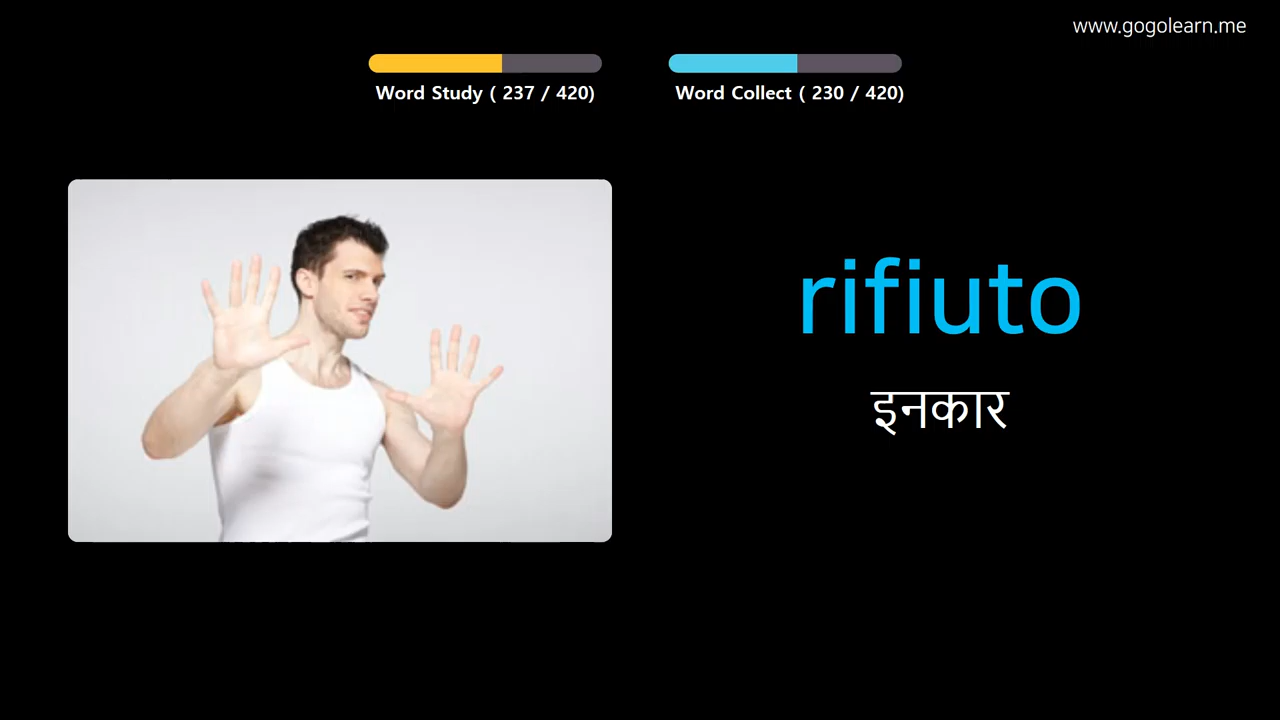 www.gogolearn.me
Word Study ( 237 / 420)
Word Collect ( 230 / 420)
rifiuto
इनकार